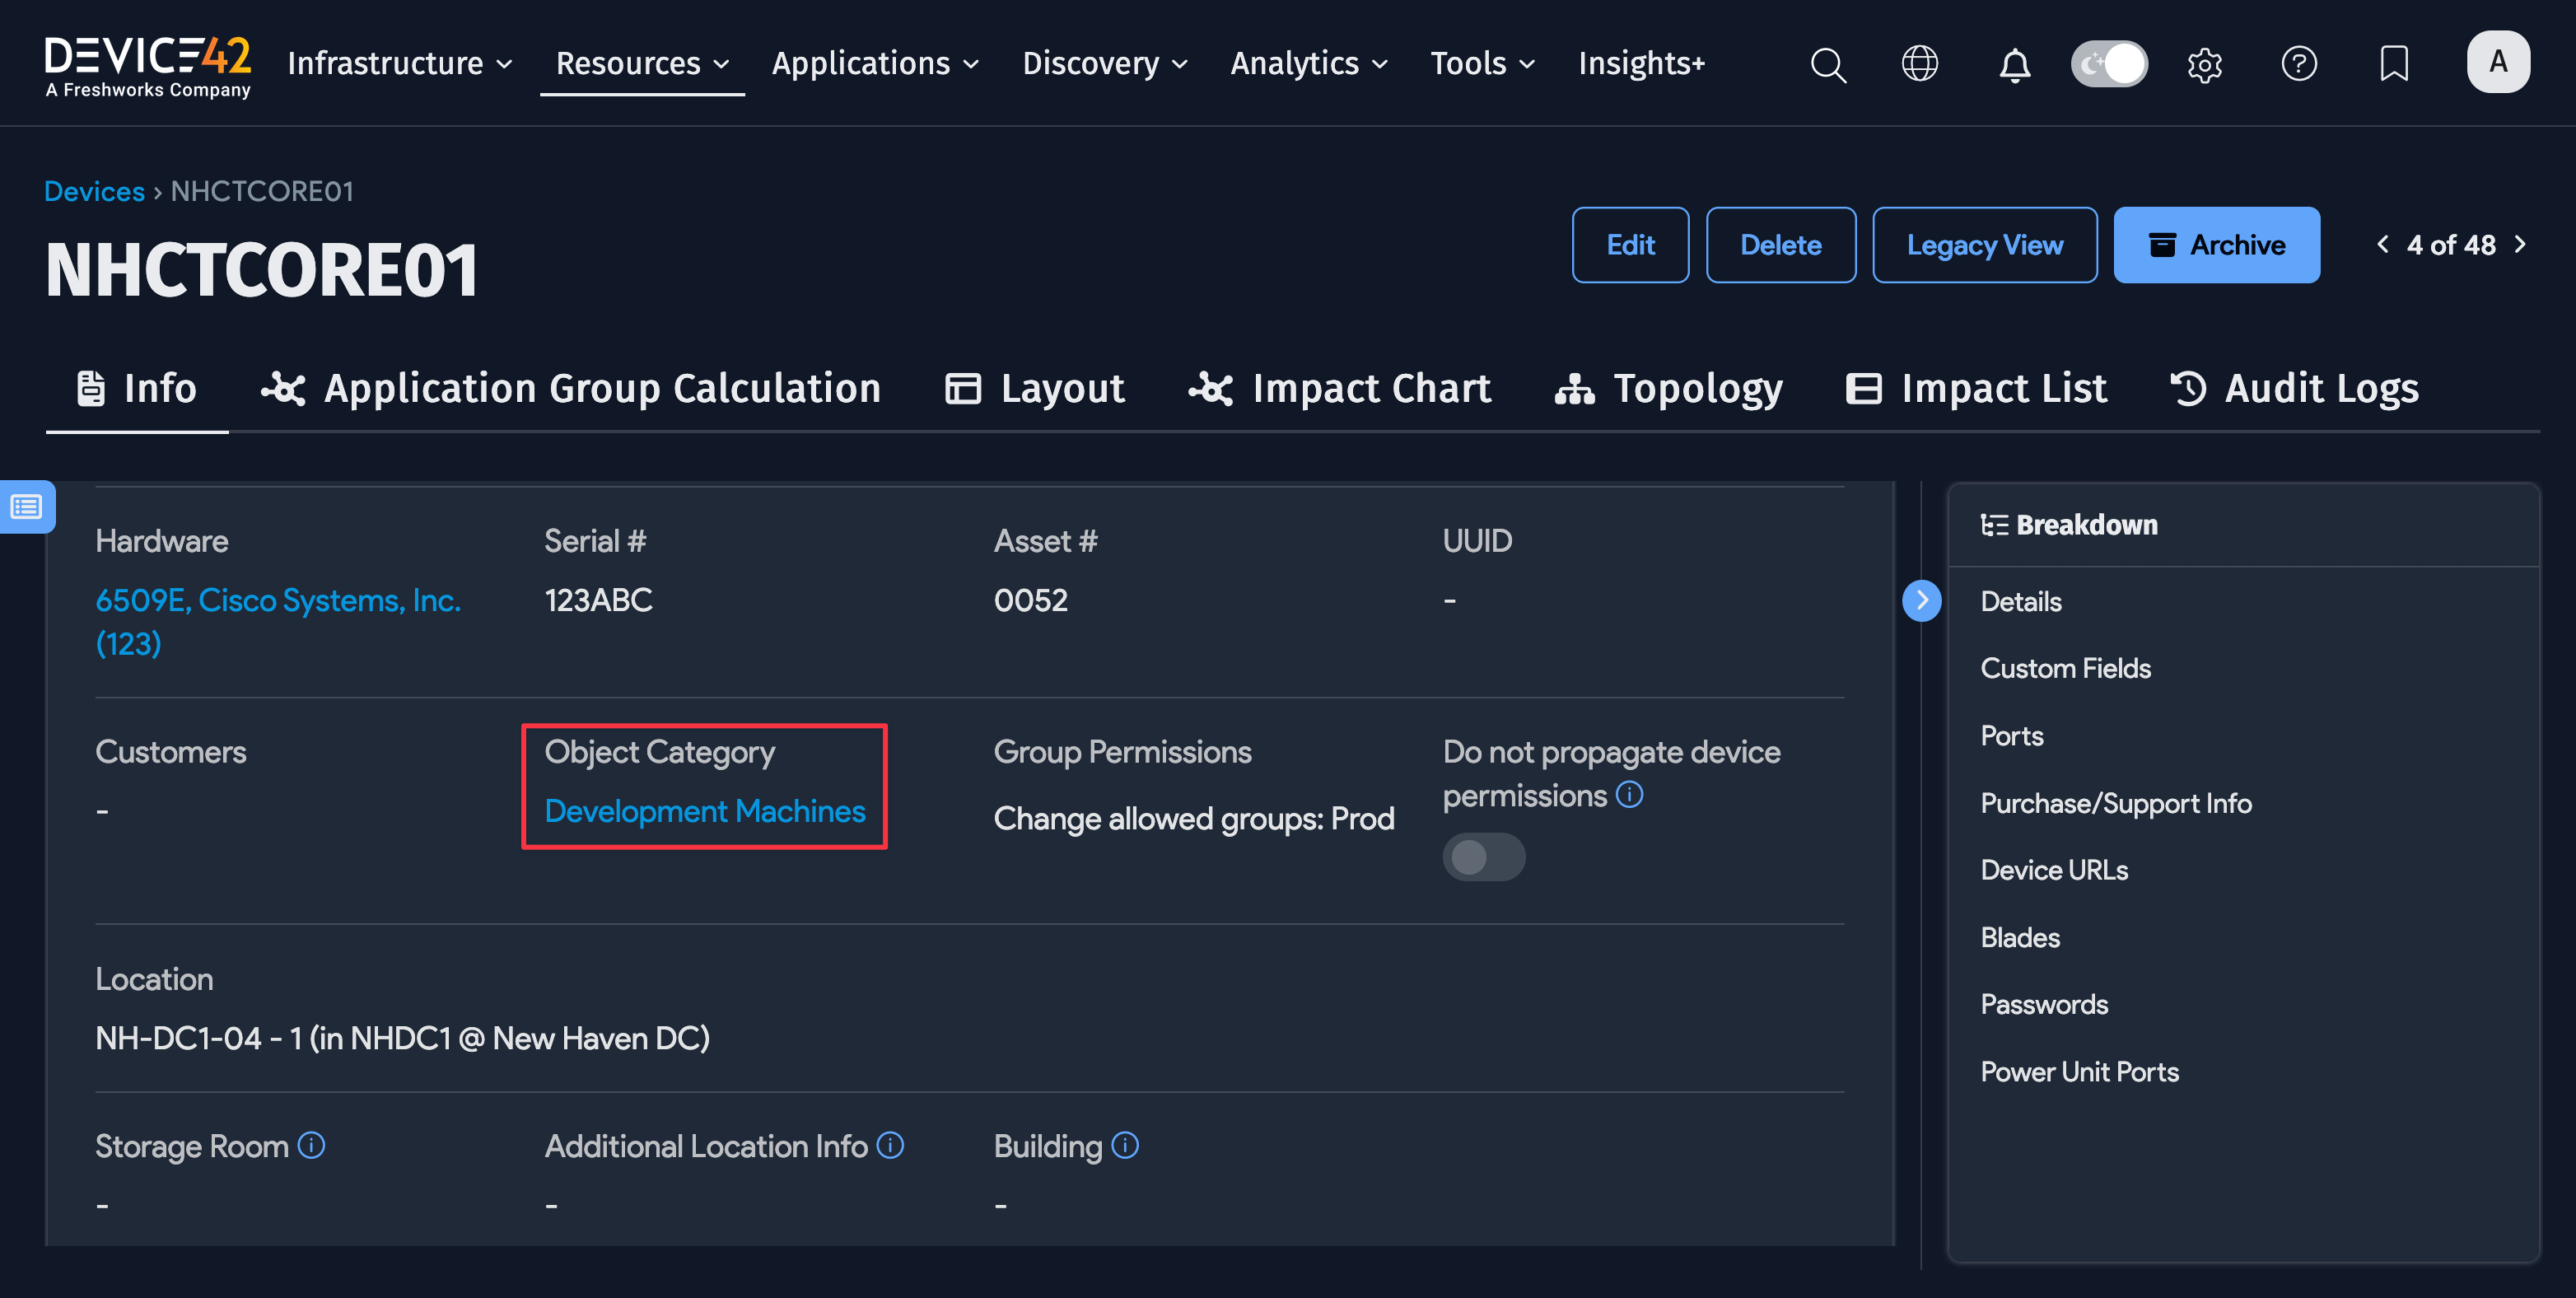 DEVICE42
A Freshworks Company
Infrastructure
Resources
Applications
Discovery
Analytics
Tools
Insights+
A
Devices › NHCTCORE01
NHCTCORE01
Edit
Delete
Legacy View
Archive
4 of 48
Info
Application Group Calculation
Layout
Impact Chart
Topology
Impact List
Audit Logs
Hardware
6509E, Cisco Systems, Inc.
(123)
Serial #
123ABC
Asset #
0052
UUID
-
Customers
-
Object Category
Development Machines
Group Permissions
Change allowed groups: Prod
Do not propagate device
permissions
Location
NH-DC1-04 - 1 (in NHDC1 @ New Haven DC)
Storage Room
-
Additional Location Info
-
Building
-
Breakdown
Details
Custom Fields
Ports
Purchase/Support Info
Device URLs
Blades
Passwords
Power Unit Ports